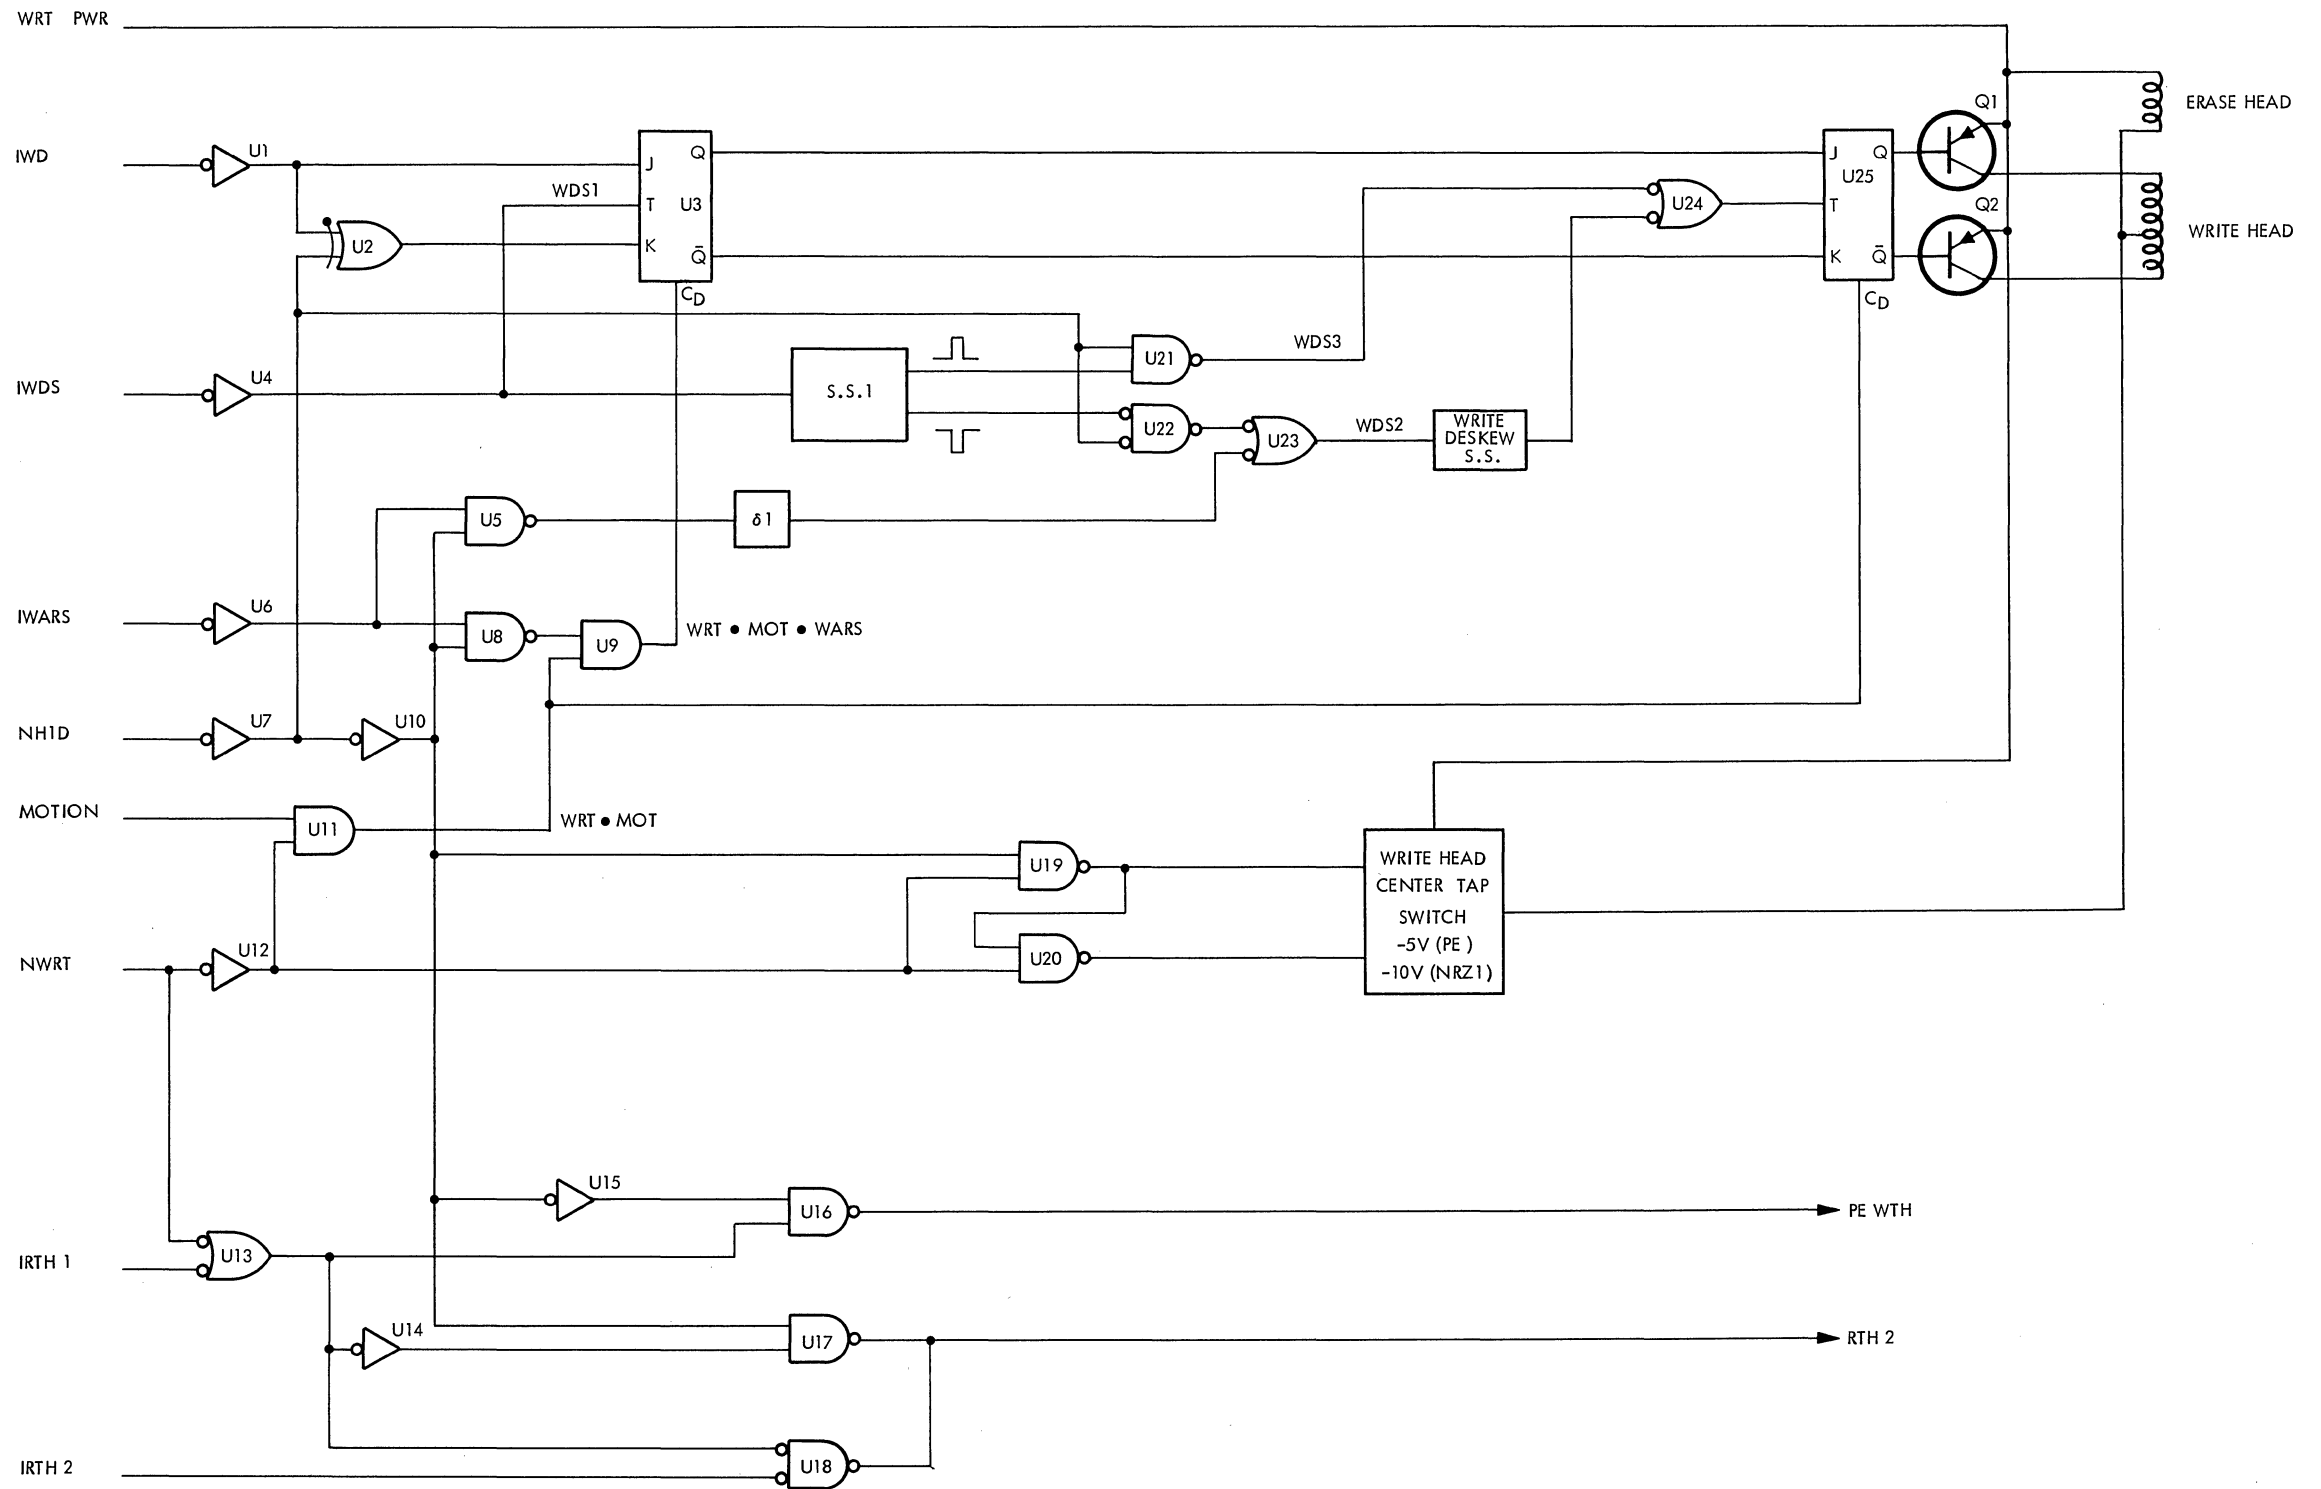 WRT PWR
Q1
ERASE HEAD
IWD
U1
J
Q
J
Q
U25
WDS1
T
U3
U24
T
Q2
WRITE HEAD
U2
K
Q̄
K
Q̄
CD
CD
IWDS
U4
S.S.1
U21
WDS3
U22
U23
WDS2
WRITE
DESKEW
S.S.
U5
δ1
IWARS
U6
U8
U9
WRT • MOT • WARS
NH1D
U7
U10
MOTION
U11
WRT • MOT
U19
WRITE HEAD
CENTER TAP
SWITCH
-5V (PE)
-10V (NRZ1)
NWRT
U12
U20
U15
U16
PE WTH
IRTH 1
U13
U14
U17
RTH 2
IRTH 2
U18